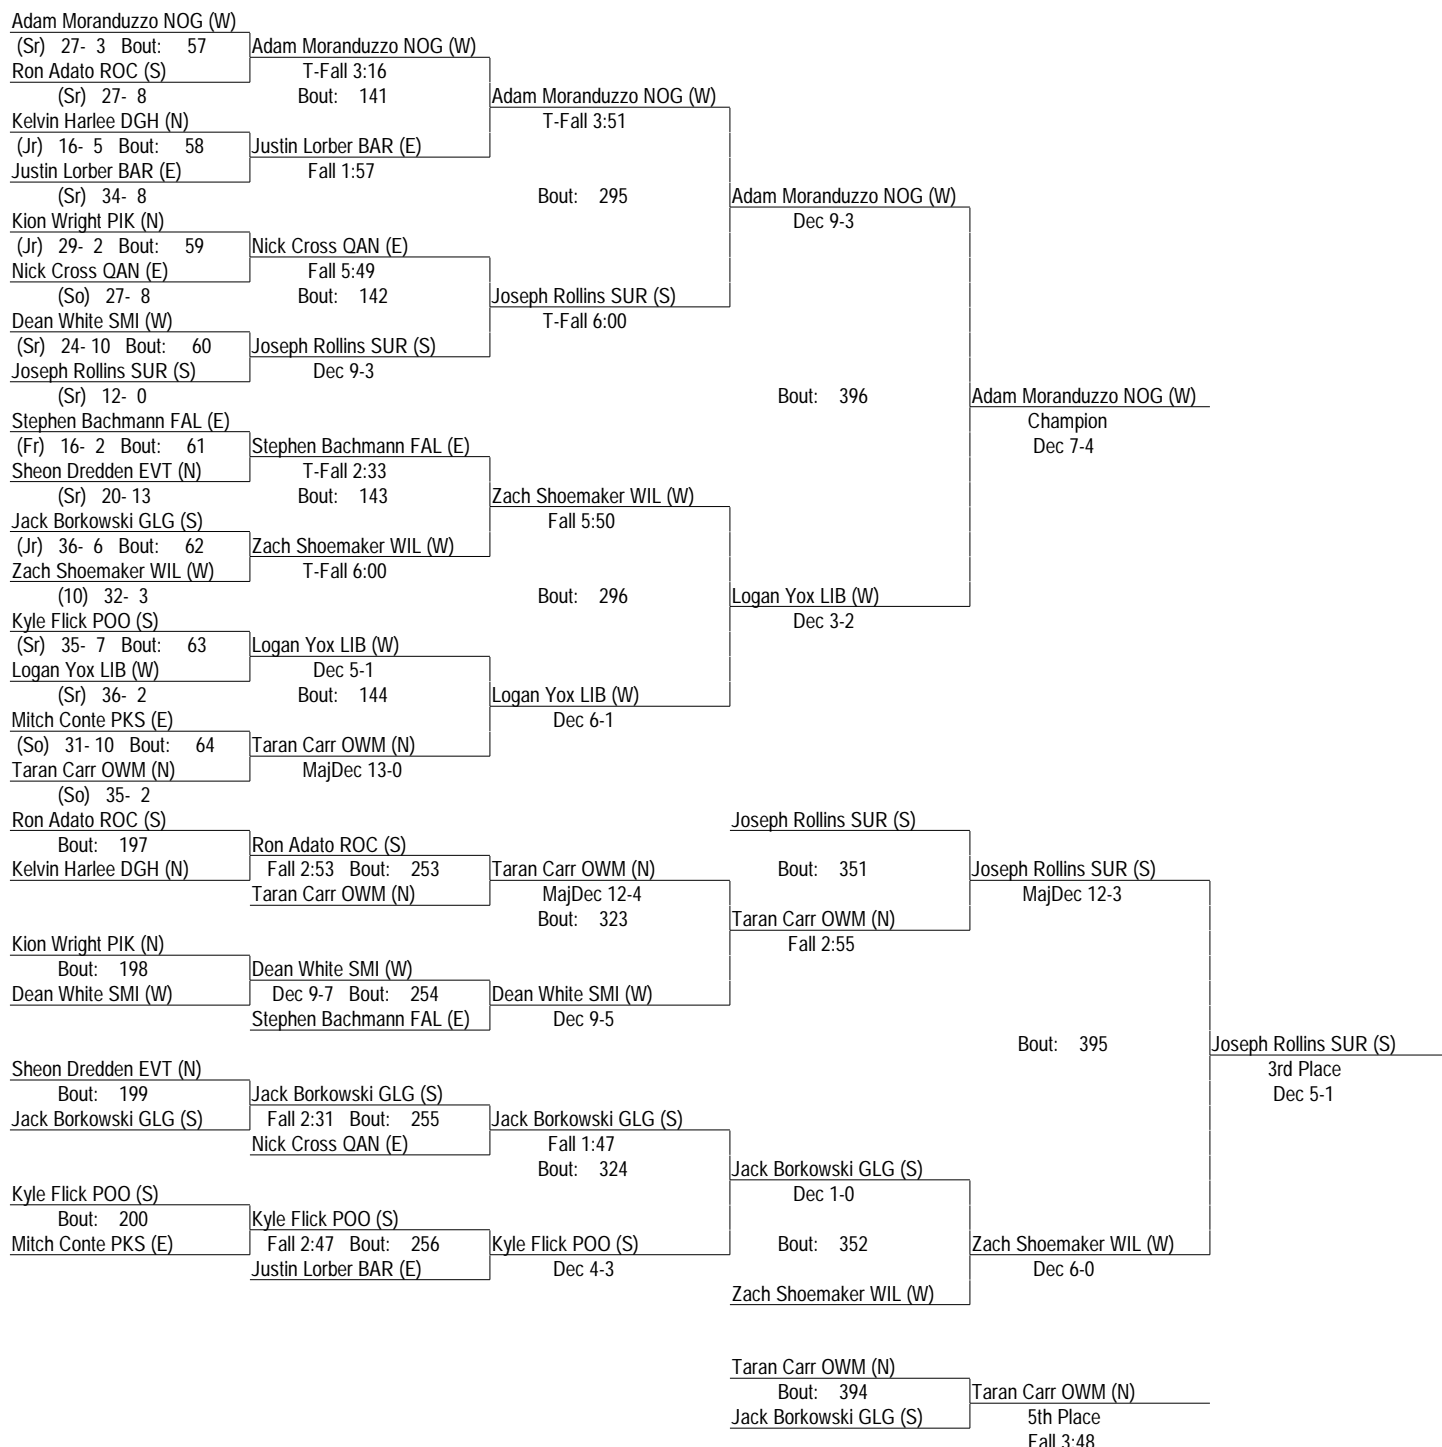 Adam Moranduzzo NOG (W)
(Sr) 27- 3 Bout: 57
Adam Moranduzzo NOG (W)
Ron Adato ROC (S)
T-Fall 3:16
(Sr) 27- 8
Bout: 141
Adam Moranduzzo NOG (W)
Kelvin Harlee DGH (N)
T-Fall 3:51
(Jr) 16- 5 Bout: 58
Justin Lorber BAR (E)
Justin Lorber BAR (E)
Fall 1:57
(Sr) 34- 8
Bout: 295
Adam Moranduzzo NOG (W)
Kion Wright PIK (N)
Dec 9-3
(Jr) 29- 2 Bout: 59
Nick Cross QAN (E)
Nick Cross QAN (E)
Fall 5:49
(So) 27- 8
Bout: 142
Joseph Rollins SUR (S)
Dean White SMI (W)
T-Fall 6:00
(Sr) 24- 10 Bout: 60
Joseph Rollins SUR (S)
Joseph Rollins SUR (S)
Dec 9-3
(Sr) 12- 0
Bout: 396
Adam Moranduzzo NOG (W)
Stephen Bachmann FAL (E)
Champion
(Fr) 16- 2 Bout: 61
Stephen Bachmann FAL (E)
Dec 7-4
Sheon Dredden EVT (N)
T-Fall 2:33
(Sr) 20- 13
Bout: 143
Zach Shoemaker WIL (W)
Jack Borkowski GLG (S)
Fall 5:50
(Jr) 36- 6 Bout: 62
Zach Shoemaker WIL (W)
Zach Shoemaker WIL (W)
T-Fall 6:00
(10) 32- 3
Bout: 296
Logan Yox LIB (W)
Kyle Flick POO (S)
Dec 3-2
(Sr) 35- 7 Bout: 63
Logan Yox LIB (W)
Logan Yox LIB (W)
Dec 5-1
(Sr) 36- 2
Bout: 144
Logan Yox LIB (W)
Mitch Conte PKS (E)
Dec 6-1
(So) 31- 10 Bout: 64
Taran Carr OWM (N)
Taran Carr OWM (N)
MajDec 13-0
(So) 35- 2
Ron Adato ROC (S)
Joseph Rollins SUR (S)
Bout: 197
Ron Adato ROC (S)
Kelvin Harlee DGH (N)
Fall 2:53 Bout: 253
Taran Carr OWM (N)
Bout: 351
Joseph Rollins SUR (S)
Taran Carr OWM (N)
MajDec 12-4
MajDec 12-3
Bout: 323
Taran Carr OWM (N)
Kion Wright PIK (N)
Fall 2:55
Bout: 198
Dean White SMI (W)
Dean White SMI (W)
Dec 9-7 Bout: 254
Dean White SMI (W)
Stephen Bachmann FAL (E)
Dec 9-5
Bout: 395
Joseph Rollins SUR (S)
Sheon Dredden EVT (N)
3rd Place
Bout: 199
Jack Borkowski GLG (S)
Dec 5-1
Jack Borkowski GLG (S)
Fall 2:31 Bout: 255
Jack Borkowski GLG (S)
Nick Cross QAN (E)
Fall 1:47
Bout: 324
Jack Borkowski GLG (S)
Kyle Flick POO (S)
Dec 1-0
Bout: 200
Kyle Flick POO (S)
Mitch Conte PKS (E)
Fall 2:47 Bout: 256
Kyle Flick POO (S)
Bout: 352
Zach Shoemaker WIL (W)
Justin Lorber BAR (E)
Dec 4-3
Dec 6-0
Zach Shoemaker WIL (W)
Taran Carr OWM (N)
Bout: 394
Taran Carr OWM (N)
Jack Borkowski GLG (S)
5th Place
Fall 3:48